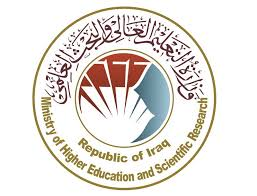 وزارة التعليم العالي والبحث العلمي
Republic of Iraq
Ministry of Higher Education and Scientific Research